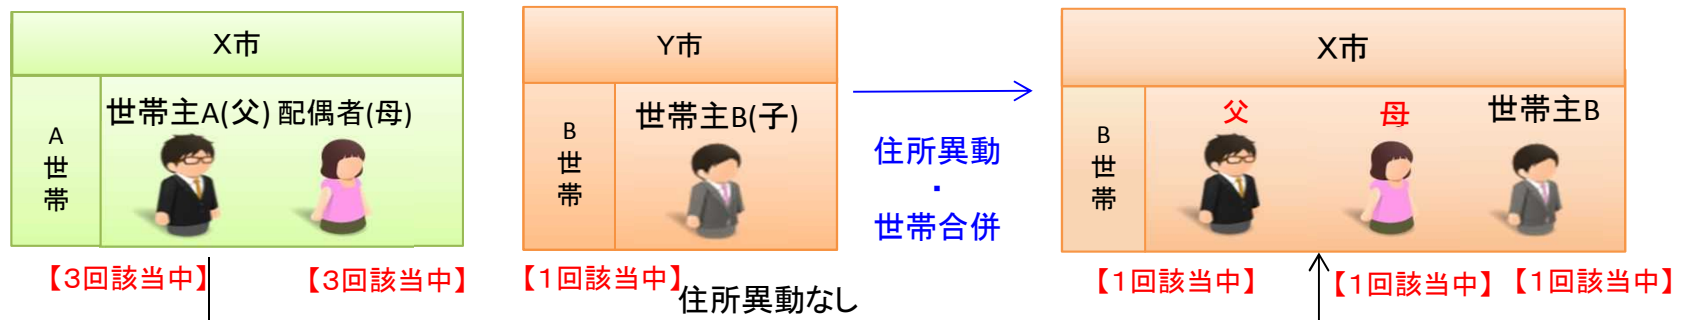 X市
A世帯
世帯主A(父)
配偶者(母)
【3回該当中】
【3回該当中】
Y市
B世帯
世帯主B(子)
【1回該当中】
住所異動なし
住所異動
・
世帯合併
X市
B世帯
父
母
世帯主B
【1回該当中】
【1回該当中】
【1回該当中】